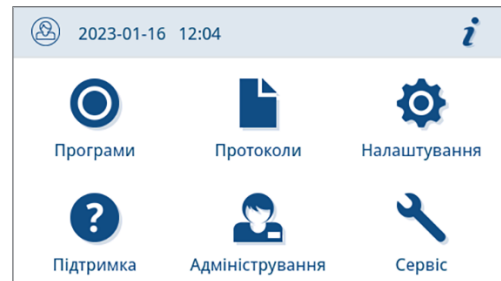 2023-01-16 12:04
Програми Протоколи Налаштування
Підтримка Адміністрування Сервіс